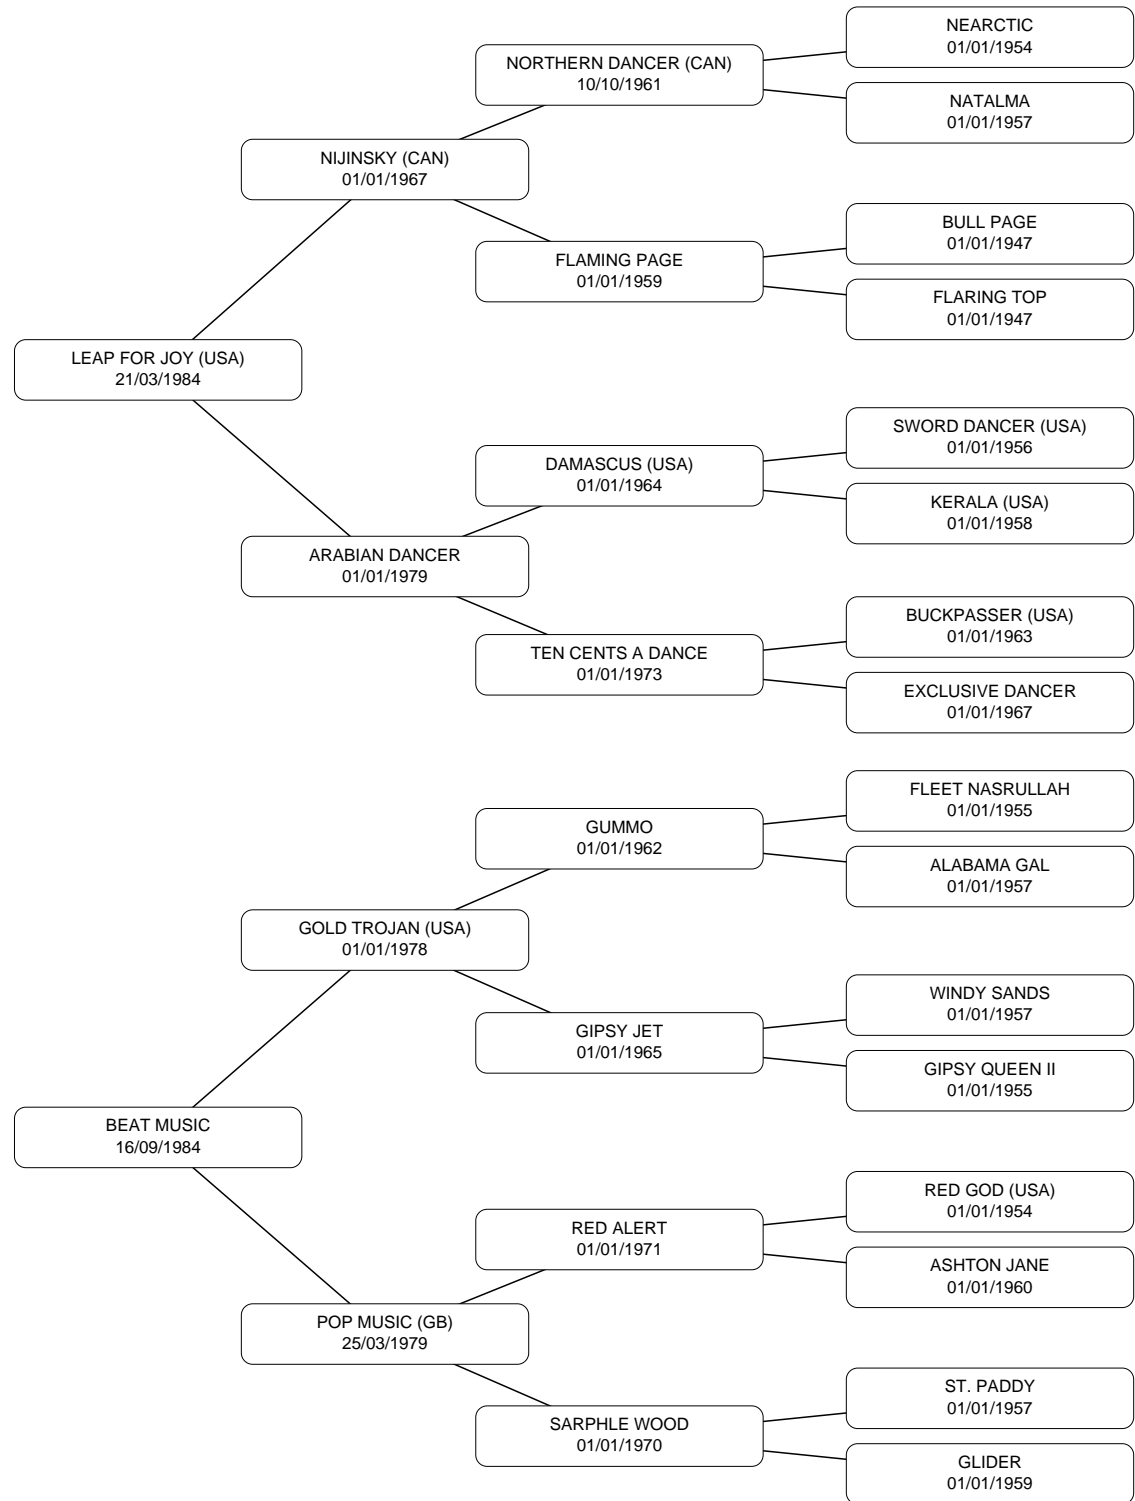 NEARCTIC
01/01/1954
NORTHERN DANCER (CAN)
10/10/1961
NATALMA
01/01/1957
NIJINSKY (CAN)
01/01/1967
BULL PAGE
01/01/1947
FLAMING PAGE
01/01/1959
FLARING TOP
01/01/1947
LEAP FOR JOY (USA)
21/03/1984
SWORD DANCER (USA)
01/01/1956
DAMASCUS (USA)
01/01/1964
KERALA (USA)
01/01/1958
ARABIAN DANCER
01/01/1979
BUCKPASSER (USA)
01/01/1963
TEN CENTS A DANCE
01/01/1973
EXCLUSIVE DANCER
01/01/1967
FLEET NASRULLAH
01/01/1955
GUMMO
01/01/1962
ALABAMA GAL
01/01/1957
GOLD TROJAN (USA)
01/01/1978
WINDY SANDS
01/01/1957
GIPSY JET
01/01/1965
GIPSY QUEEN II
01/01/1955
BEAT MUSIC
16/09/1984
RED GOD (USA)
01/01/1954
RED ALERT
01/01/1971
ASHTON JANE
01/01/1960
POP MUSIC (GB)
25/03/1979
ST. PADDY
01/01/1957
SARPHLE WOOD
01/01/1970
GLIDER
01/01/1959